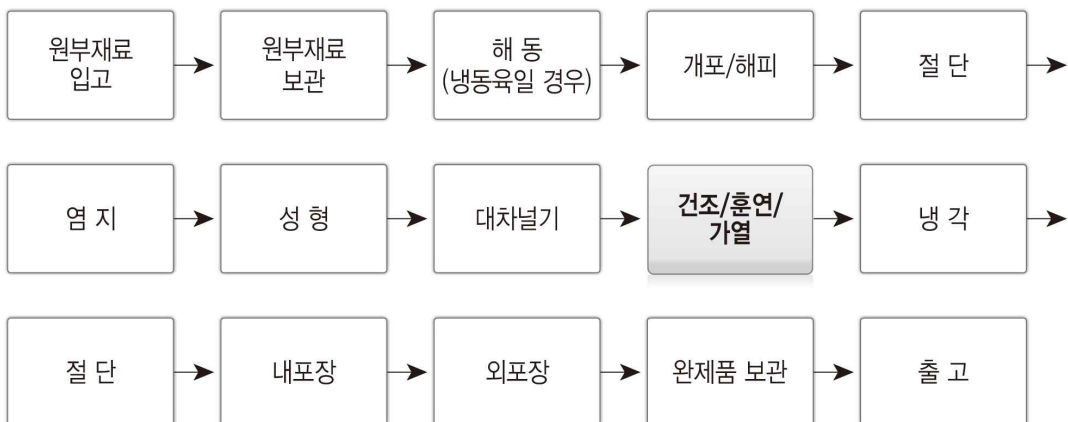 원부재료
입고
원부재료
보관
해 동
(냉동육일 경우)
개포/해피
절 단
염 지
성 형
대차널기
건조/훈연/
가열
냉 각
절 단
내포장
외포장
완제품 보관
출 고